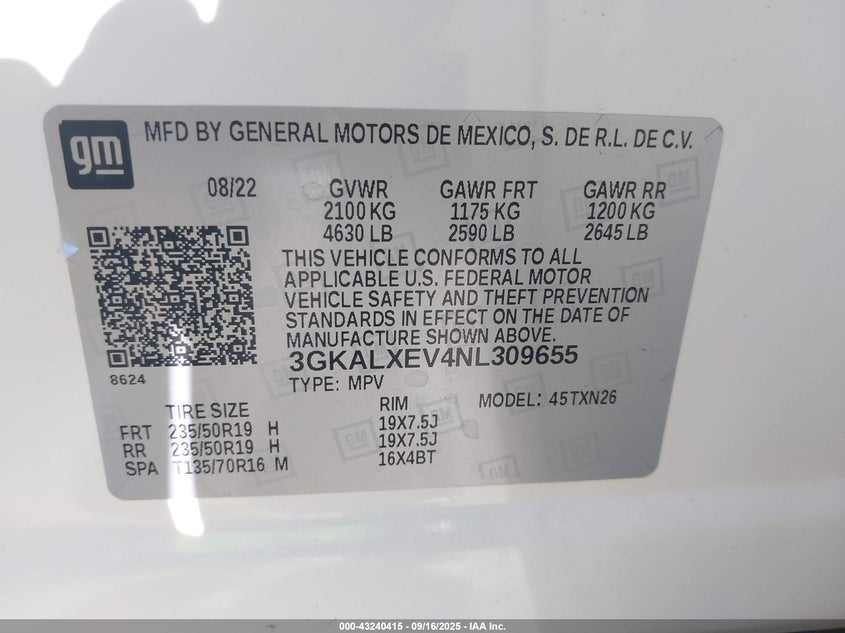 gm
MFD BY GENERAL MOTORS DE MEXICO, S. DE R.L. DE C.V.
08/22 GVWR GAWR FRT GAWR RR
2100 KG 1175 KG 1200 KG
4630 LB 2590 LB 2645 LB
THIS VEHICLE CONFORMS TO ALL
APPLICABLE U.S. FEDERAL MOTOR
VEHICLE SAFETY AND THEFT PREVENTION
STANDARDS IN EFFECT ON THE DATE OF
MANUFACTURE SHOWN ABOVE.
3GKALXEV4NL309655
8624
TYPE: MPV MODEL: 45TXN26
TIRE SIZE RIM
FRT 235/50R19 H 19X7.5J
RR 235/50R19 H 19X7.5J
SPA T135/70R16 M 16X4BT
000-43240415 - 09/16/2025 - IAA Inc.